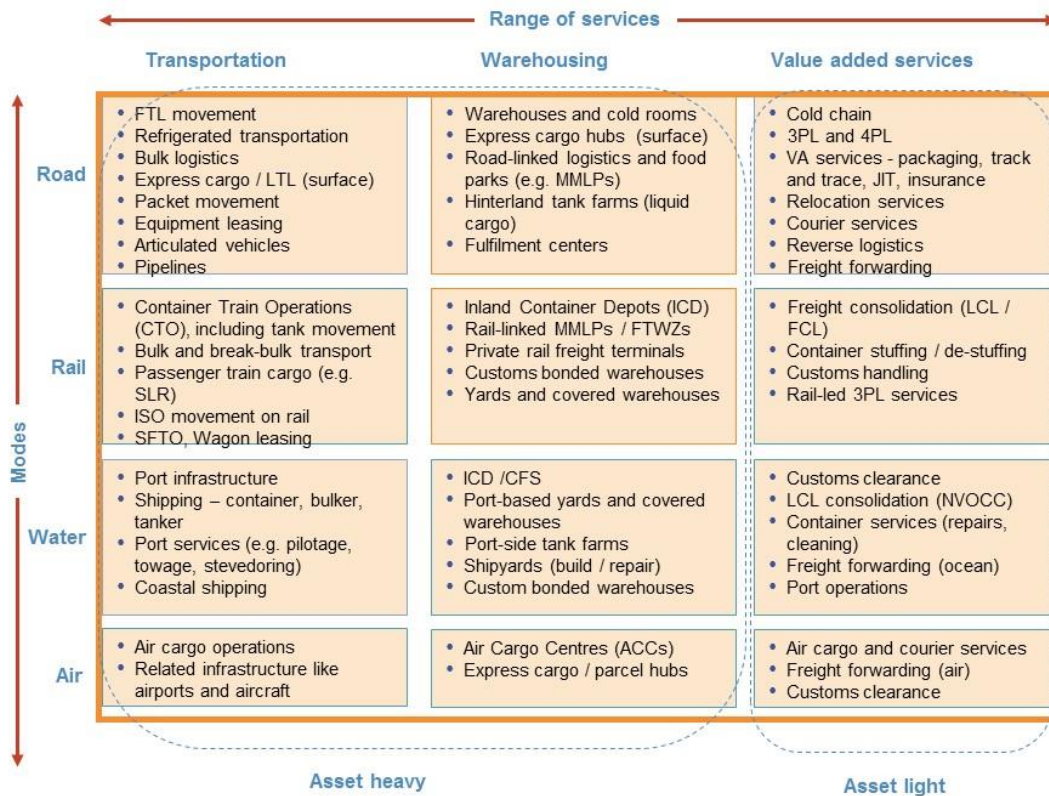 Range of services
Transportation
Warehousing
Value added services
Modes
Road
• FTL movement
• Refrigerated transportation
• Bulk logistics
• Express cargo / LTL (surface)
• Packet movement
• Equipment leasing
• Articulated vehicles
• Pipelines
• Warehouses and cold rooms
• Express cargo hubs (surface)
• Road-linked logistics and food
parks (e.g. MMLPs)
• Hinterland tank farms (liquid
cargo)
• Fulfilment centers
• Cold chain
• 3PL and 4PL
• VA services - packaging, track
and trace, JIT, insurance
• Relocation services
• Courier services
• Reverse logistics
• Freight forwarding
Rail
• Container Train Operations
(CTO), including tank movement
• Bulk and break-bulk transport
• Passenger train cargo (e.g.
SLR)
• ISO movement on rail
• SFTO, Wagon leasing
• Inland Container Depots (ICD)
• Rail-linked MMLPs / FTWZs
• Private rail freight terminals
• Customs bonded warehouses
• Yards and covered warehouses
• Freight consolidation (LCL /
FCL)
• Container stuffing / de-stuffing
• Customs handling
• Rail-led 3PL services
Water
• Port infrastructure
• Shipping – container, bulker,
tanker
• Port services (e.g. pilotage,
towage, stevedoring)
• Coastal shipping
• ICD /CFS
• Port-based yards and covered
warehouses
• Port-side tank farms
• Shipyards (build / repair)
• Custom bonded warehouses
• Customs clearance
• LCL consolidation (NVOCC)
• Container services (repairs,
cleaning)
• Freight forwarding (ocean)
• Port operations
Air
• Air cargo operations
• Related infrastructure like
airports and aircraft
• Air Cargo Centres (ACCs)
• Express cargo / parcel hubs
• Air cargo and courier services
• Freight forwarding (air)
• Customs clearance
Asset heavy
Asset light